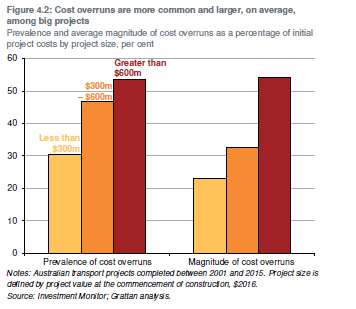 Figure 4.2: Cost overruns are more common and larger, on average,
among big projects
Prevalence and average magnitude of cost overruns as a percentage of initial
project costs by project size, per cent
60
50
40
30
20
10
0
Less than
$300m
$300m
– $600m
Greater than
$600m
Prevalence of cost overruns
Magnitude of cost overruns
Notes: Australian transport projects completed between 2001 and 2015. Project size is
defined by project value at the commencement of construction, $2016.
Source: Investment Monitor; Grattan analysis.